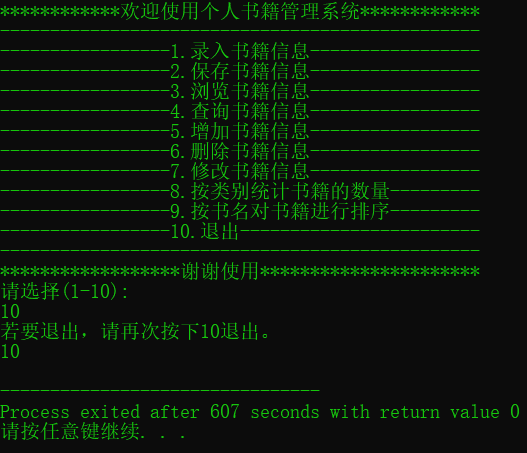 ************欢迎使用个人书籍管理系统************
------------------------------------------------
-----------------1.录入书籍信息-----------------
-----------------2.保存书籍信息-----------------
-----------------3.浏览书籍信息-----------------
-----------------4.查询书籍信息-----------------
-----------------5.增加书籍信息-----------------
-----------------6.删除书籍信息-----------------
-----------------7.修改书籍信息-----------------
-----------------8.按类别统计书籍的数量---------
-----------------9.按书名对书籍进行排序---------
-----------------10.退出------------------------
------------------------------------------------
******************谢谢使用**********************
请选择(1-10):
10
若要退出，请再次按下10退出。
10
--------------------------------
Process exited after 607 seconds with return value 0
请按任意键继续. . .